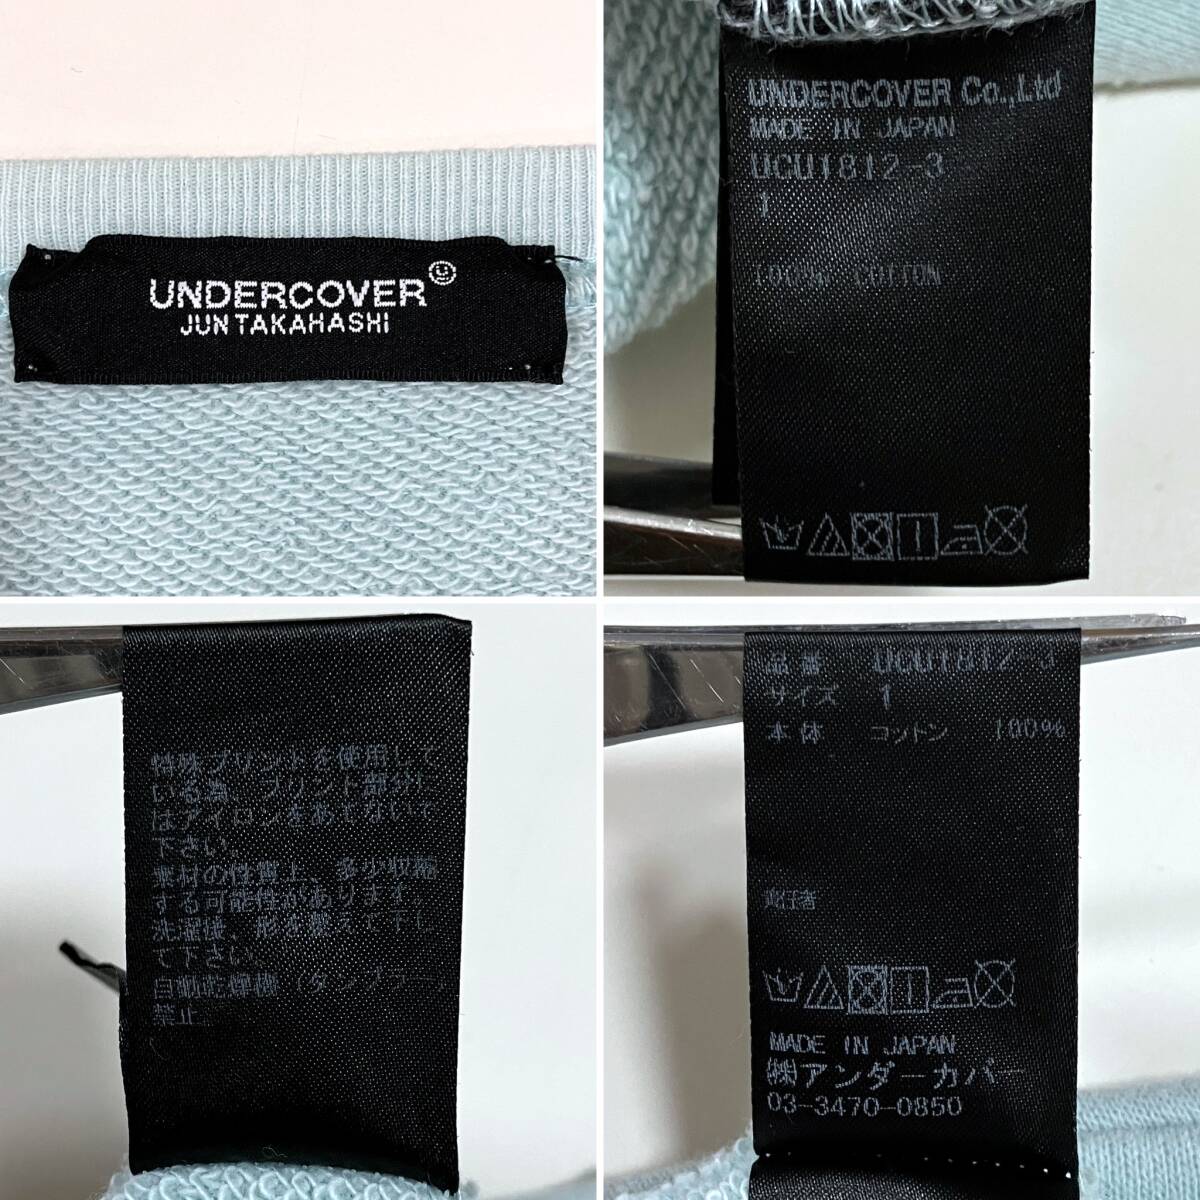 UNDERCOVER
JUN TAKAHASHI
UNDERCOVER Co.,Ltd
MADE IN JAPAN
UCU1812-3
1
100% COTTON
特殊プリントを使用して
いる為、プリント部分に
はアイロンをあてないで
下さい。
素材の性質上、多少収縮
する可能性があります。
洗濯後、形を整えて干し
て下さい。
自動乾燥機（タンブラー）
禁止
品番 UCU1812-3
サイズ 1
本体 コットン 100%
責任者
MADE IN JAPAN
㈱アンダーカバー
03-3470-0850